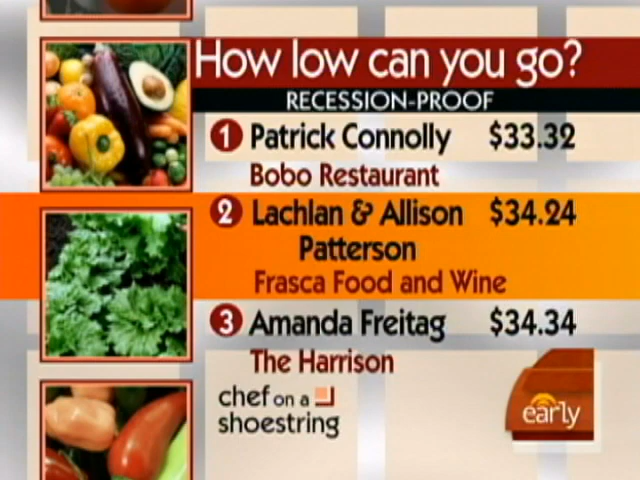 How low can you go?
RECESSION-PROOF
1 Patrick Connolly $33.32
Bobo Restaurant
2 Lachlan & Allison $34.24
Patterson
Frasca Food and Wine
3 Amanda Freitag $34.34
The Harrison
chef on a
shoestring
early